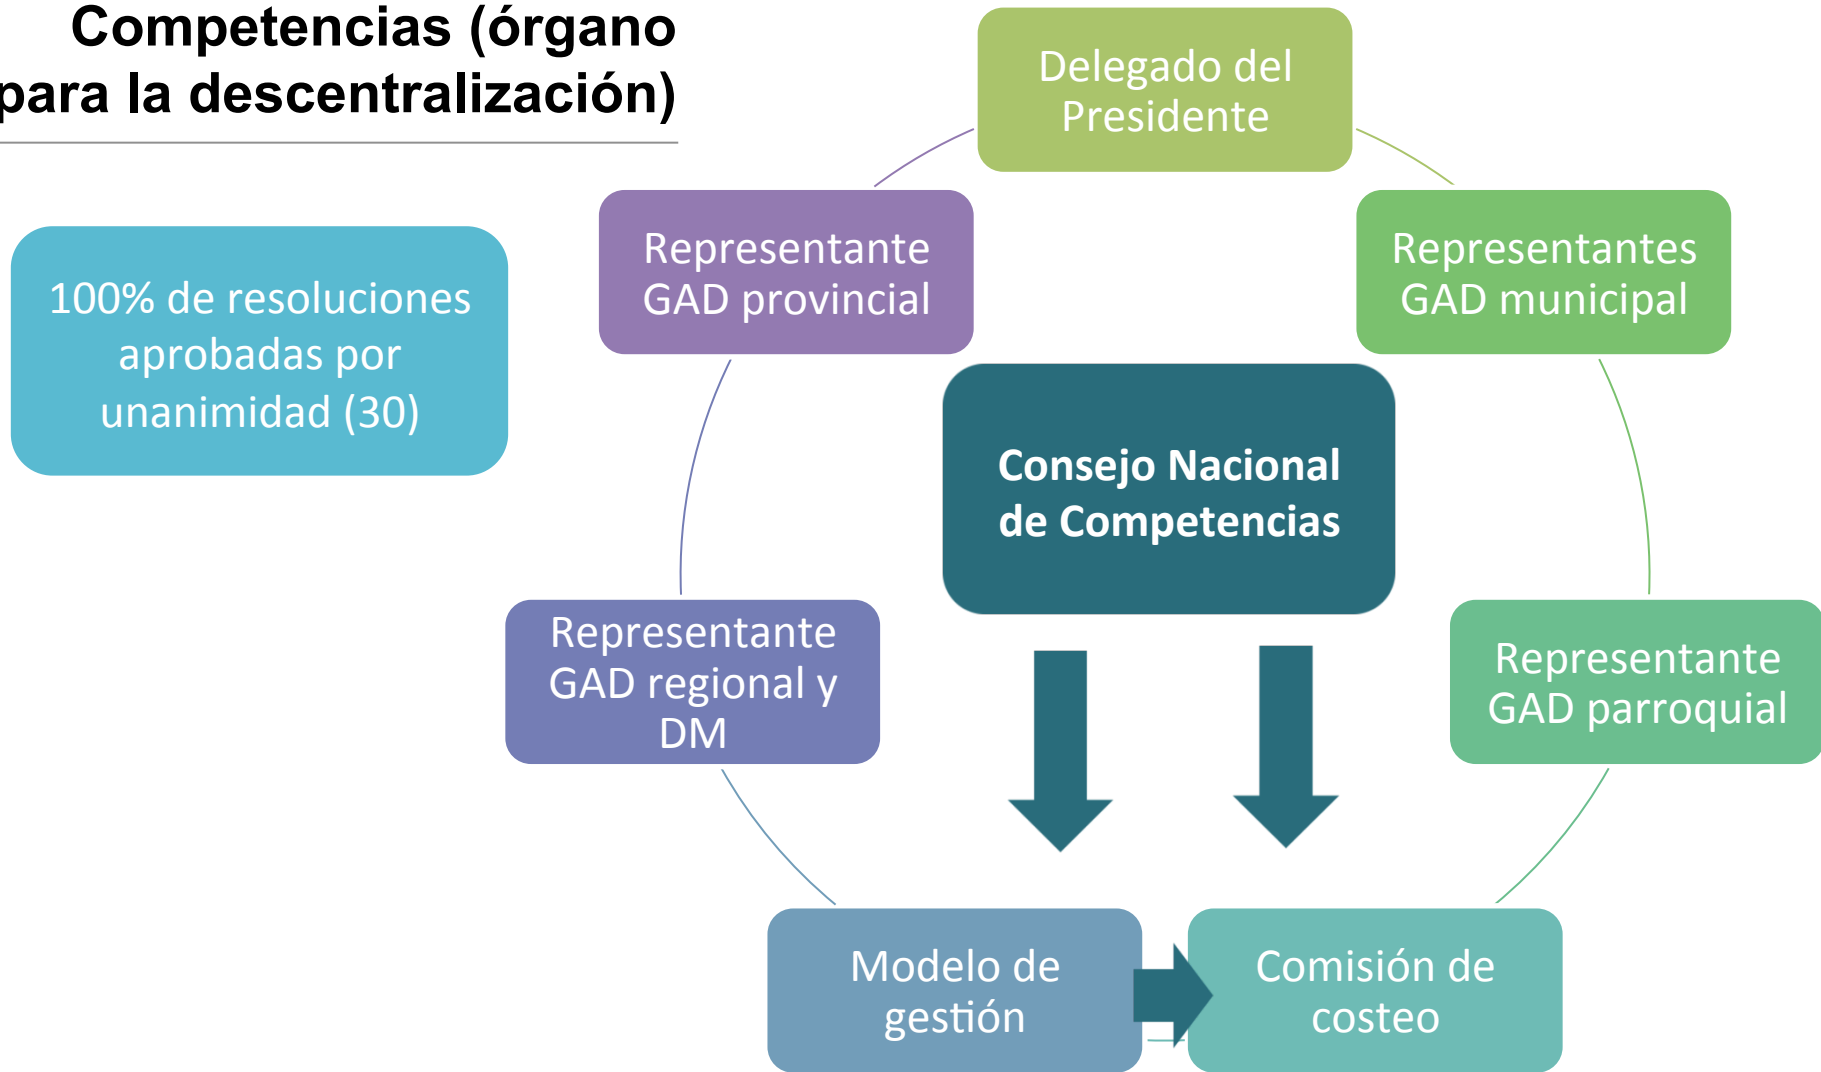 Competencias (órgano
para la descentralización)
Delegado del
Presidente
Representante
GAD provincial
Representantes
GAD municipal
100% de resoluciones
aprobadas por
unanimidad (30)
Consejo Nacional
de Competencias
Representante
GAD regional y
DM
Representante
GAD parroquial
Modelo de
gestión
Comisión de
costeo